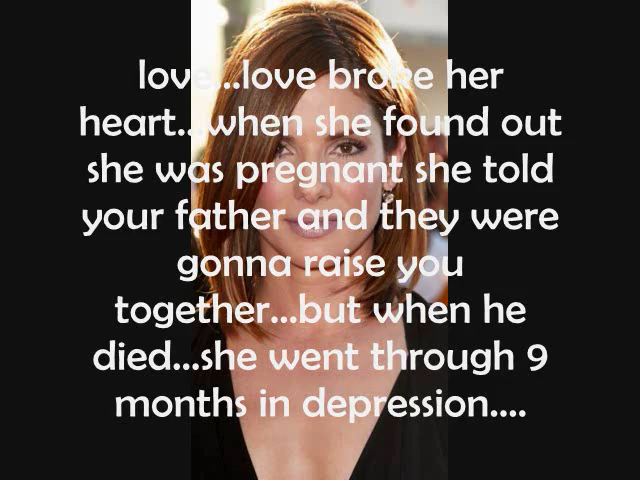 love...love broke her
heart...when she found out
she was pregnant she told
your father and they were
gonna raise you
together...but when he
died...she went through 9
months in depression....